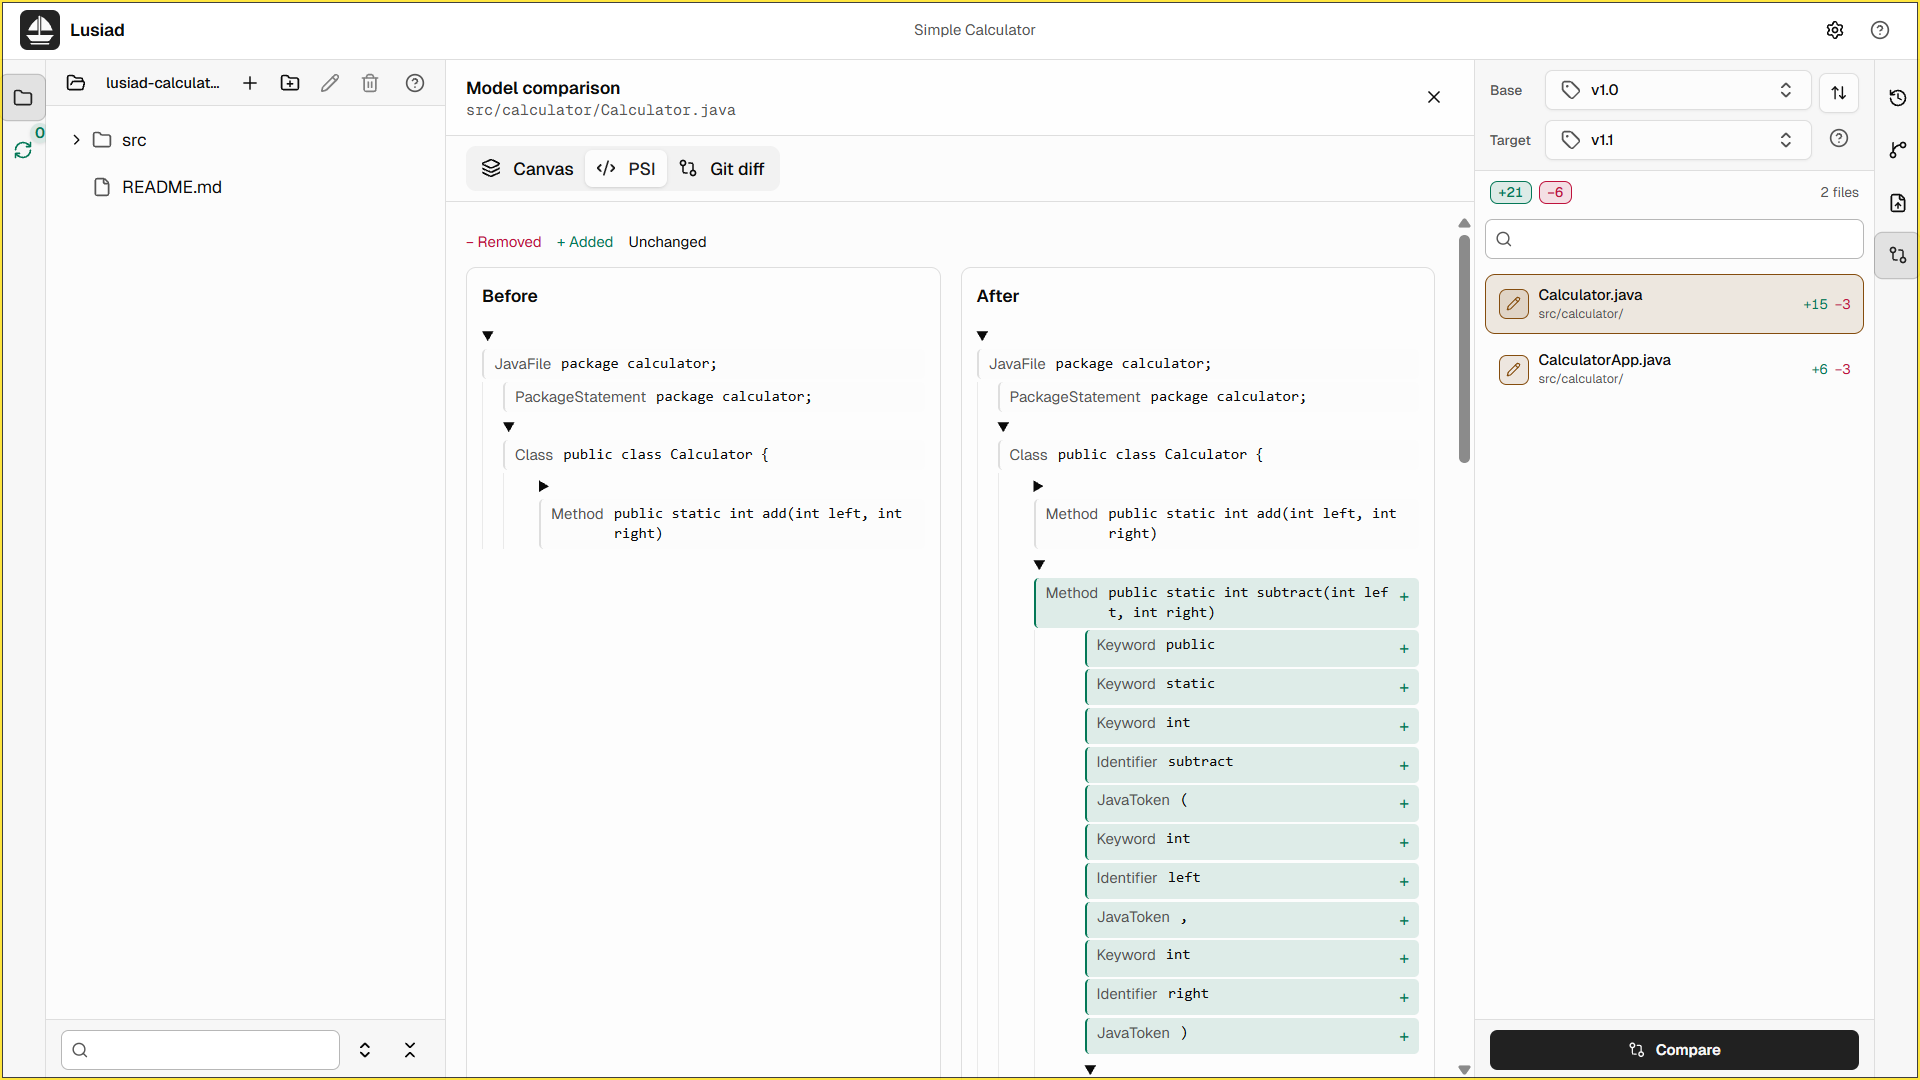 Lusiad
Simple Calculator
lusiad-calculat...
0
src
README.md
Model comparison
src/calculator/Calculator.java
Canvas
PSI
Git diff
− Removed + Added Unchanged
Before
JavaFile package calculator;
PackageStatement package calculator;
Class public class Calculator {
Method public static int add(int left, int
right)
After
JavaFile package calculator;
PackageStatement package calculator;
Class public class Calculator {
Method public static int add(int left, int
right)
Method public static int subtract(int lef +
t, int right)
Keyword public +
Keyword static +
Keyword int +
Identifier subtract +
JavaToken ( +
Keyword int +
Identifier left +
JavaToken , +
Keyword int +
Identifier right +
JavaToken ) +
Base v1.0
Target v1.1
+21 −6 2 files
Calculator.java
src/calculator/
+15 −3
CalculatorApp.java
src/calculator/
+6 −3
Compare